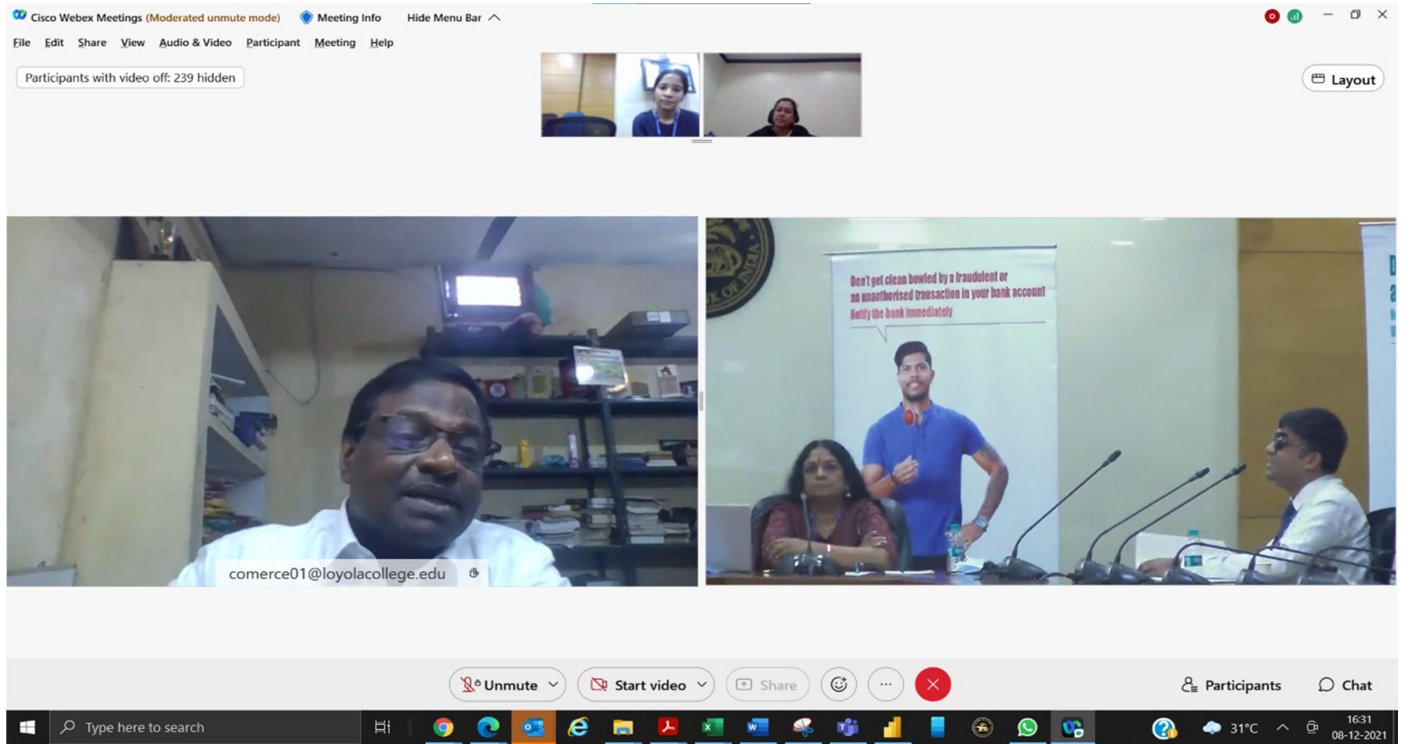 Cisco Webex Meetings (Moderated unmute mode) Meeting Info Hide Menu Bar
File Edit Share View Audio & Video Participant Meeting Help
Participants with video off: 239 hidden
Layout
K OF INDIA
Don't get clean bowled by a fraudulent or
an unauthorised transaction in your bank account
Notify the bank immediately
comerce01@loyolacollege.edu
Unmute Start video Share Participants Chat
Type here to search 31°C 16:31
08-12-2021